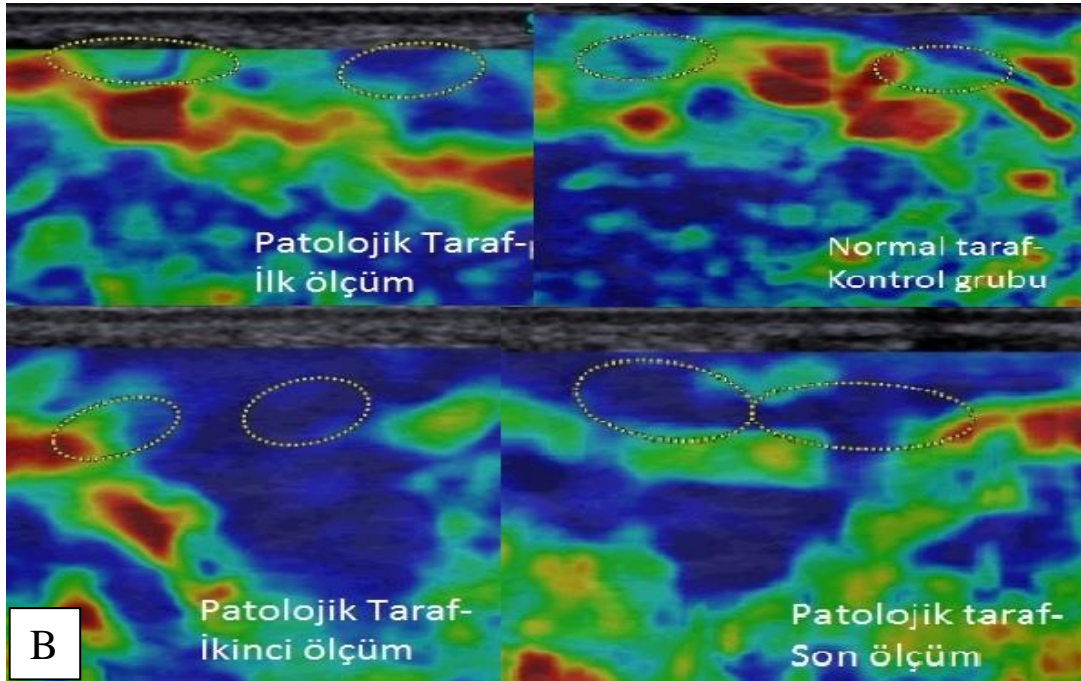 Patolojik Taraf-
İlk ölçüm
Normal taraf-
Kontrol grubu
Patolojik Taraf-
İkinci ölçüm
Patolojik taraf-
Son ölçüm
B